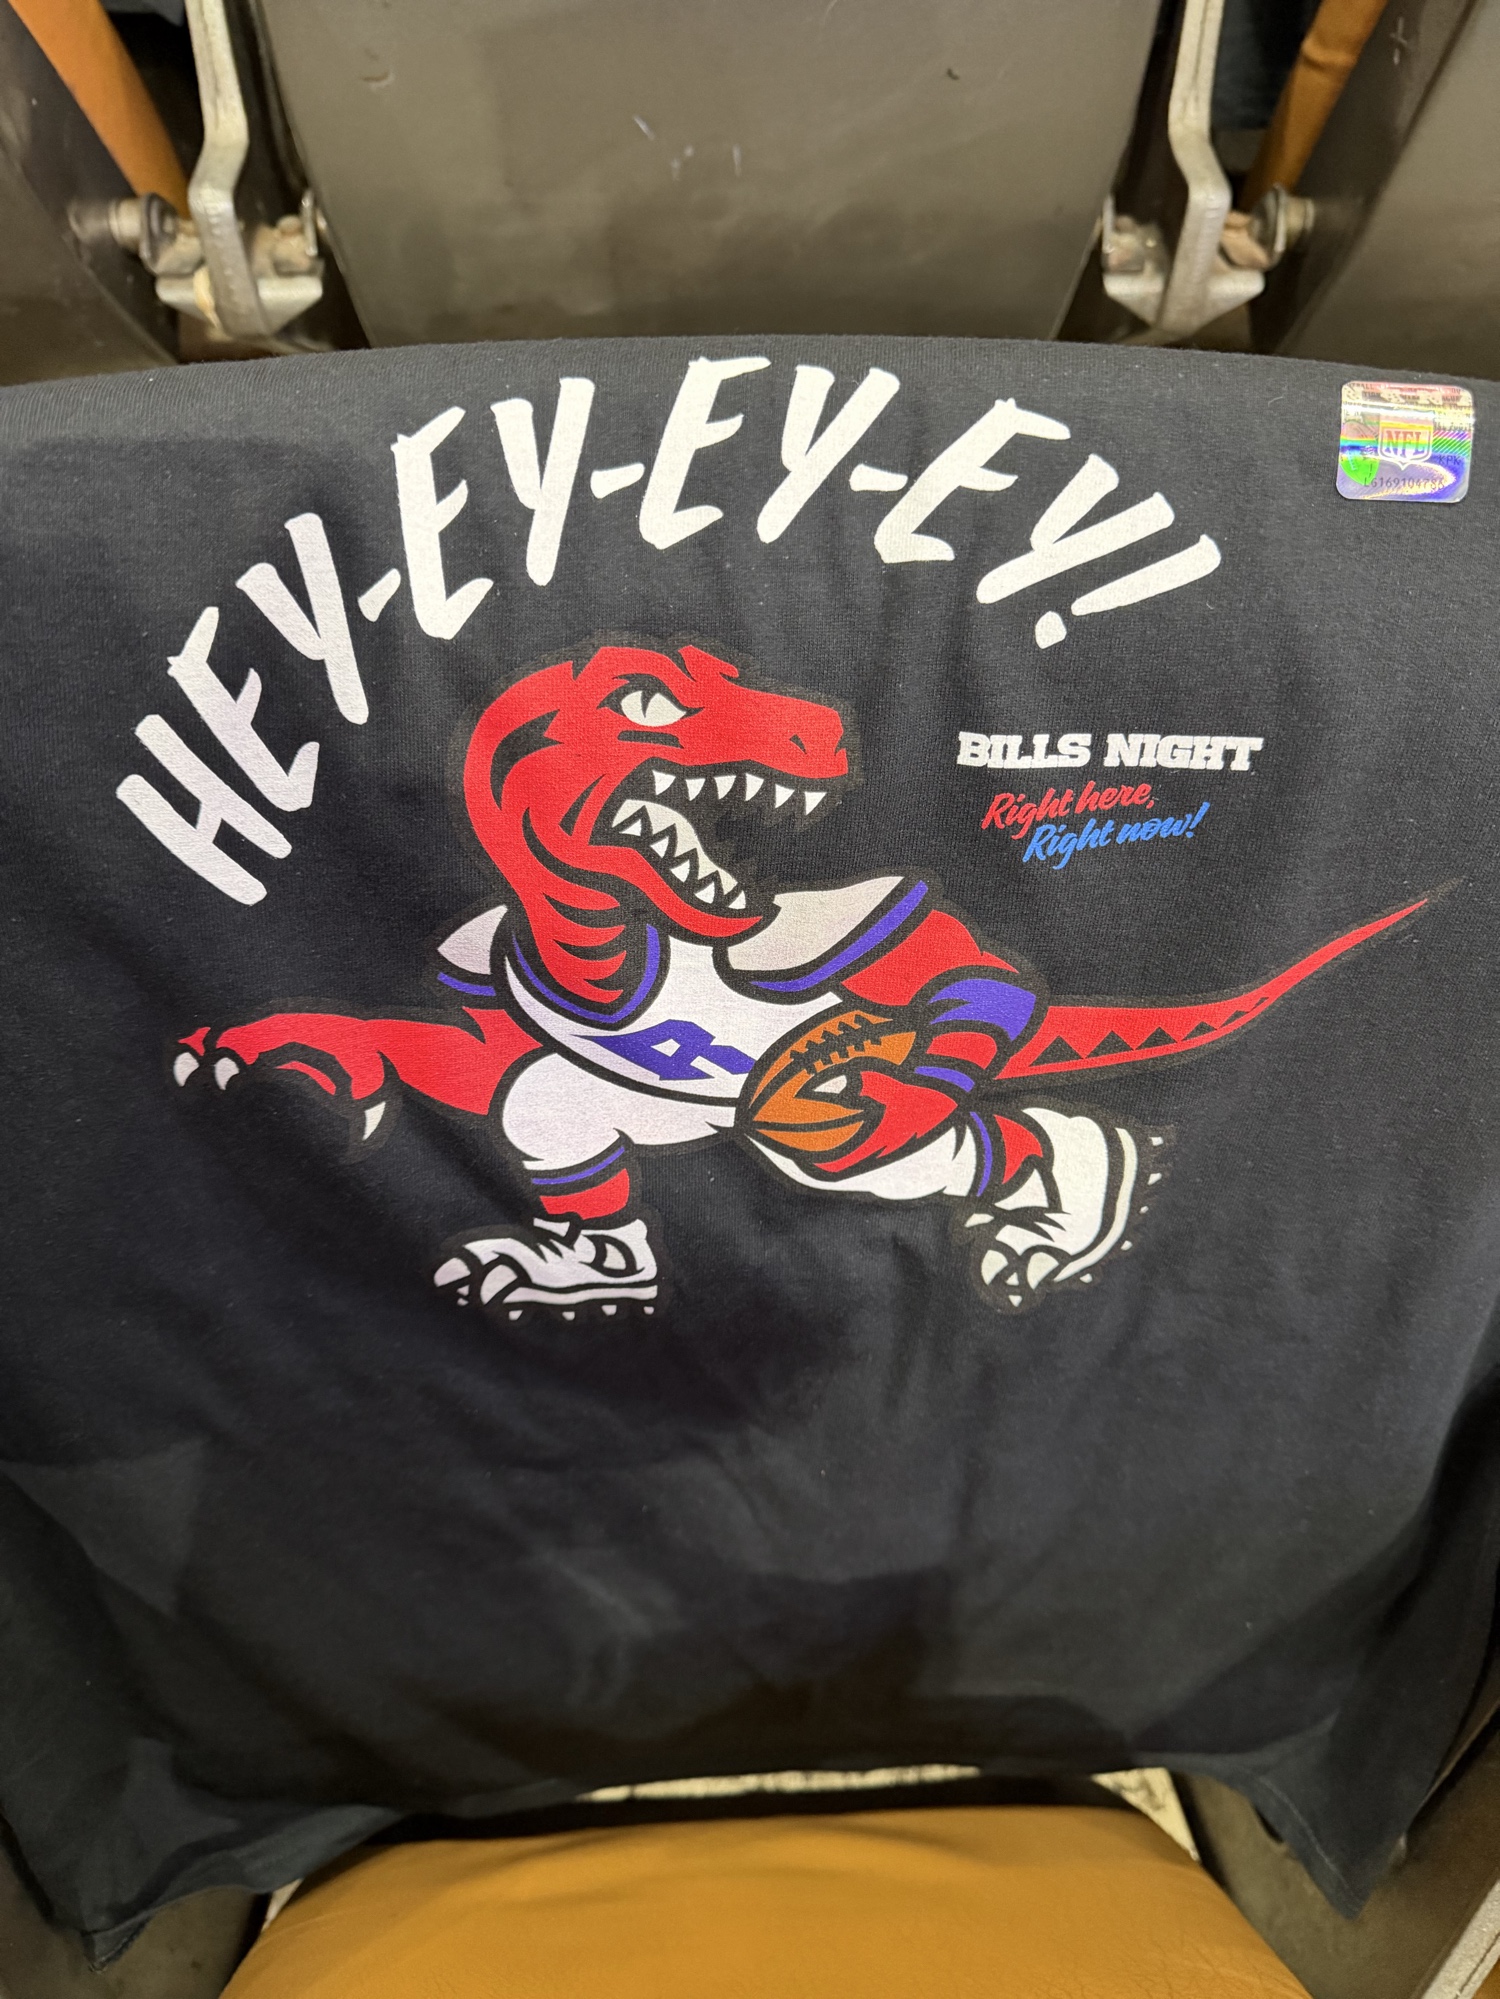 HEY-EY-EY-EY!
BILLS NIGHT
Right here,
Right now!
R
NFL